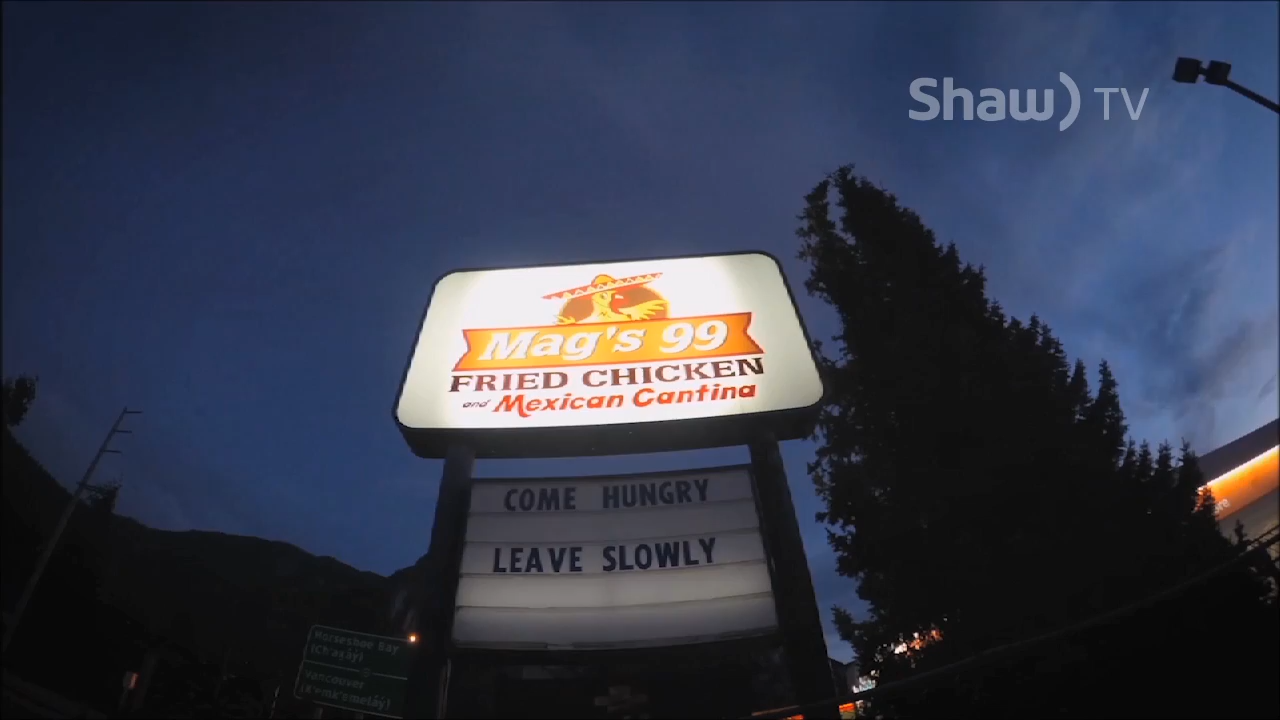 Shaw) TV
Mag's 99
FRIED CHICKEN
and Mexican Cantina
COME HUNGRY
LEAVE SLOWLY
Horseshoe Bay
Vancouver